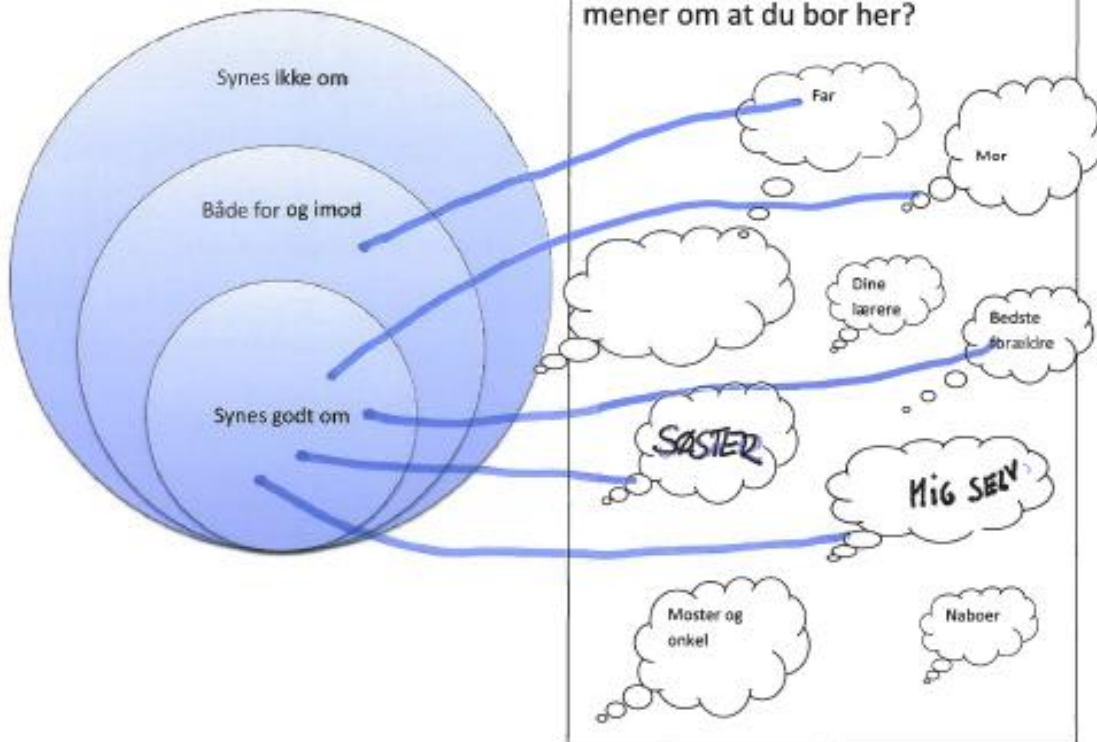 mener om at du bor her?
Synes ikke om
Både for og imod
Synes godt om
Far
Mor
Dine
lærere
Bedste
forældre
SØSTER
MIG SELV
Moster og
onkel
Naboer